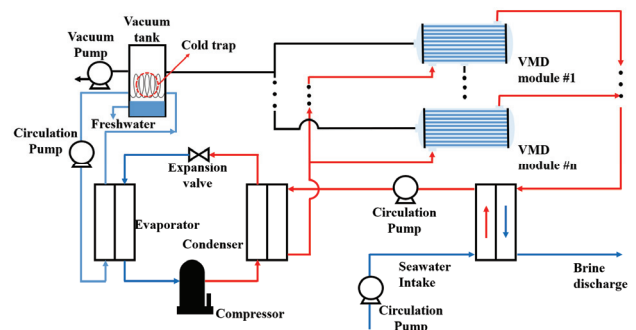 Vacuum
tank
Vacuum
Pump
Cold trap
VMD
module #1
Freshwater
Circulation
Pump
VMD
module #n
Expansion
valve
Evaporator
Condenser
Circulation
Pump
Compressor
Seawater
Intake
Brine
discharge
Circulation
Pump